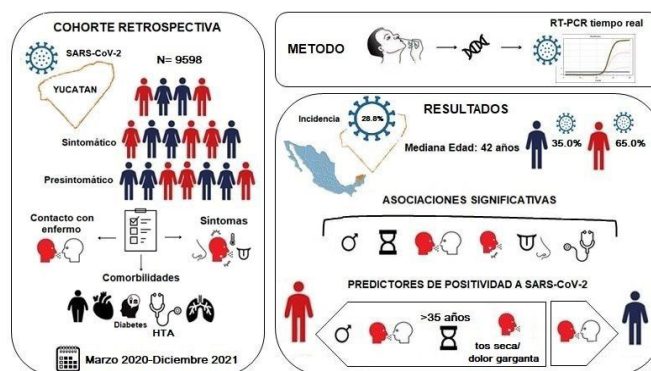 COHORTE RETROSPECTIVA
SARS-CoV-2
N= 9598
YUCATAN
Sintomático
Presintomático
Contacto con
enfermo
Sintomas
Comorbilidades
Diabetes
HTA
Marzo 2020-Diciembre 2021
METODO
RT-PCR tiempo real
RESULTADOS
Incidencia
28.8%
Mediana Edad: 42 años
35.0%
65.0%
ASOCIACIONES SIGNIFICATIVAS
PREDICTORES DE POSITIVIDAD A SARS-CoV-2
>35 años
tos seca/
dolor garganta